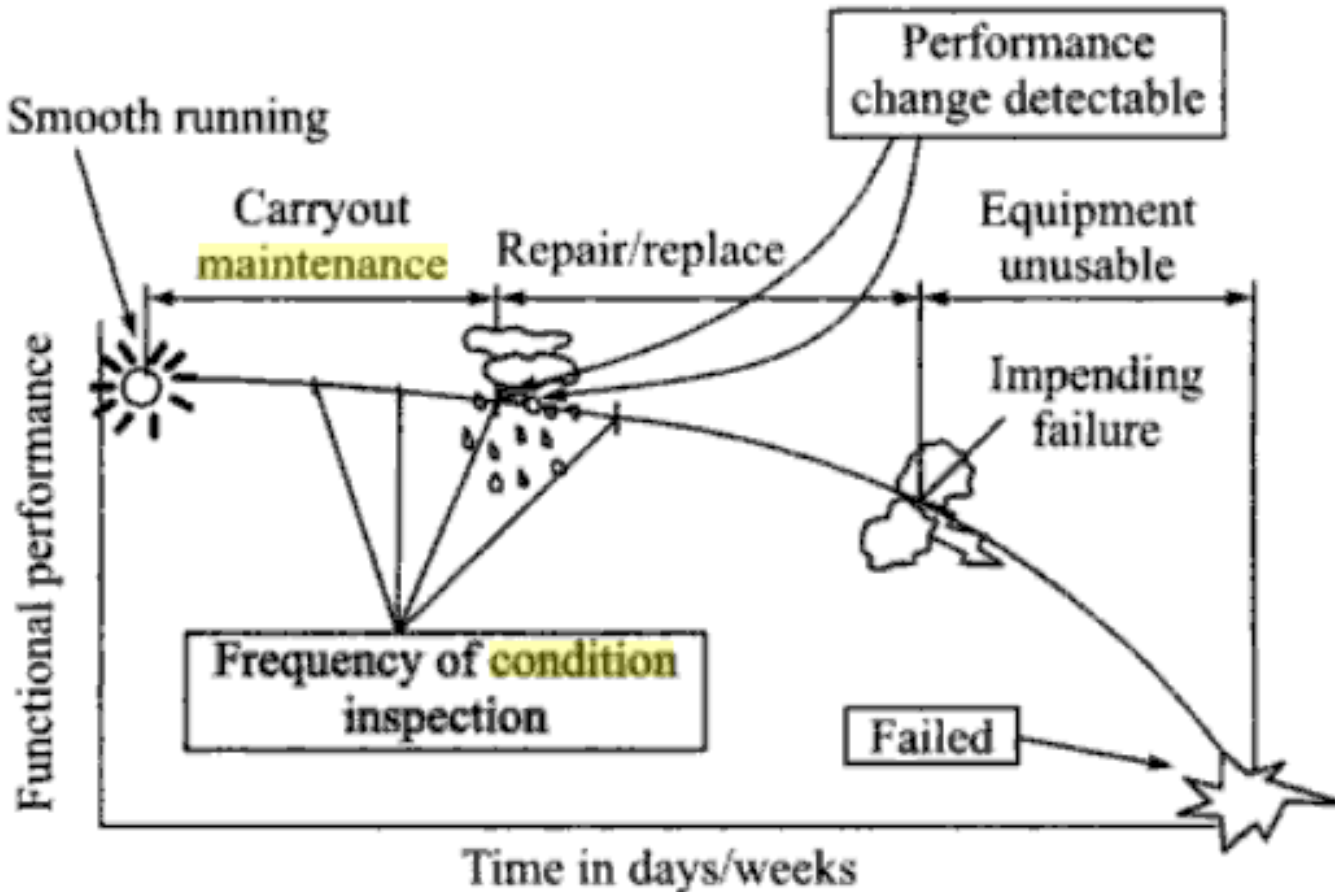 Performance
change detectable
Smooth running
Carryout
maintenance
Repair/replace
Equipment
unusable
Impending
failure
Functional performance
Frequency of condition
inspection
Failed
Time in days/weeks